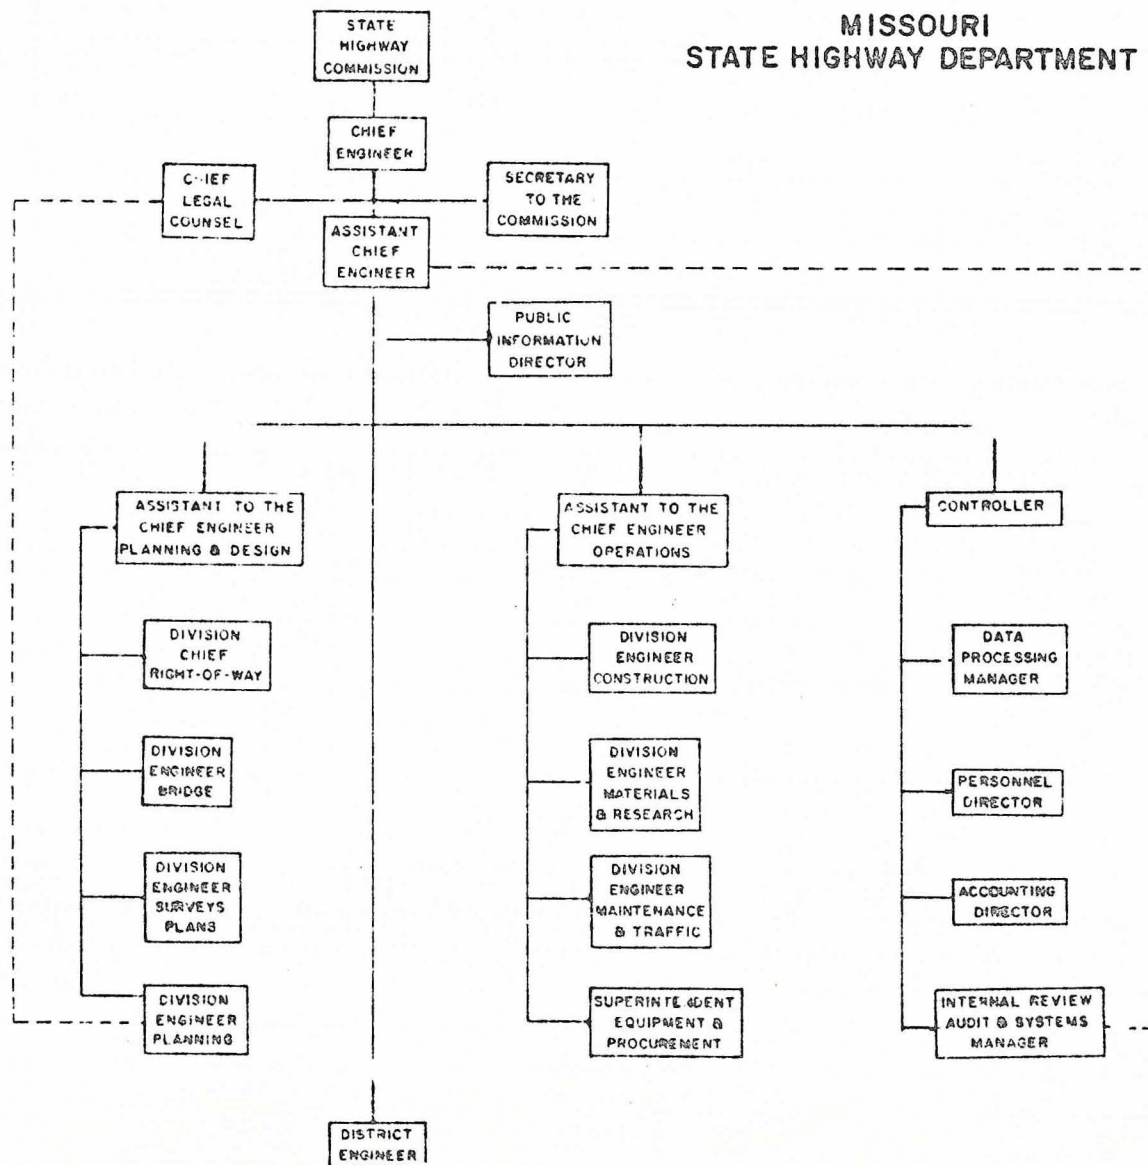 MISSOURI
STATE HIGHWAY DEPARTMENT
STATE
HIGHWAY
COMMISSION
CHIEF
ENGINEER
CHIEF
LEGAL
COUNSEL
SECRETARY
TO THE
COMMISSION
ASSISTANT
CHIEF
ENGINEER
PUBLIC
INFORMATION
DIRECTOR
ASSISTANT TO THE
CHIEF ENGINEER
PLANNING & DESIGN
ASSISTANT TO THE
CHIEF ENGINEER
OPERATIONS
CONTROLLER
DIVISION
CHIEF
RIGHT-OF-WAY
DIVISION
ENGINEER
CONSTRUCTION
DATA
PROCESSING
MANAGER
DIVISION
ENGINEER
BRIDGE
DIVISION
ENGINEER
MATERIALS
& RESEARCH
PERSONNEL
DIRECTOR
DIVISION
ENGINEER
SURVEYS
PLANS
DIVISION
ENGINEER
MAINTENANCE
& TRAFFIC
ACCOUNTING
DIRECTOR
DIVISION
ENGINEER
PLANNING
SUPERINTENDENT
EQUIPMENT &
PROCUREMENT
INTERNAL REVIEW
AUDIT & SYSTEMS
MANAGER
DISTRICT
ENGINEER